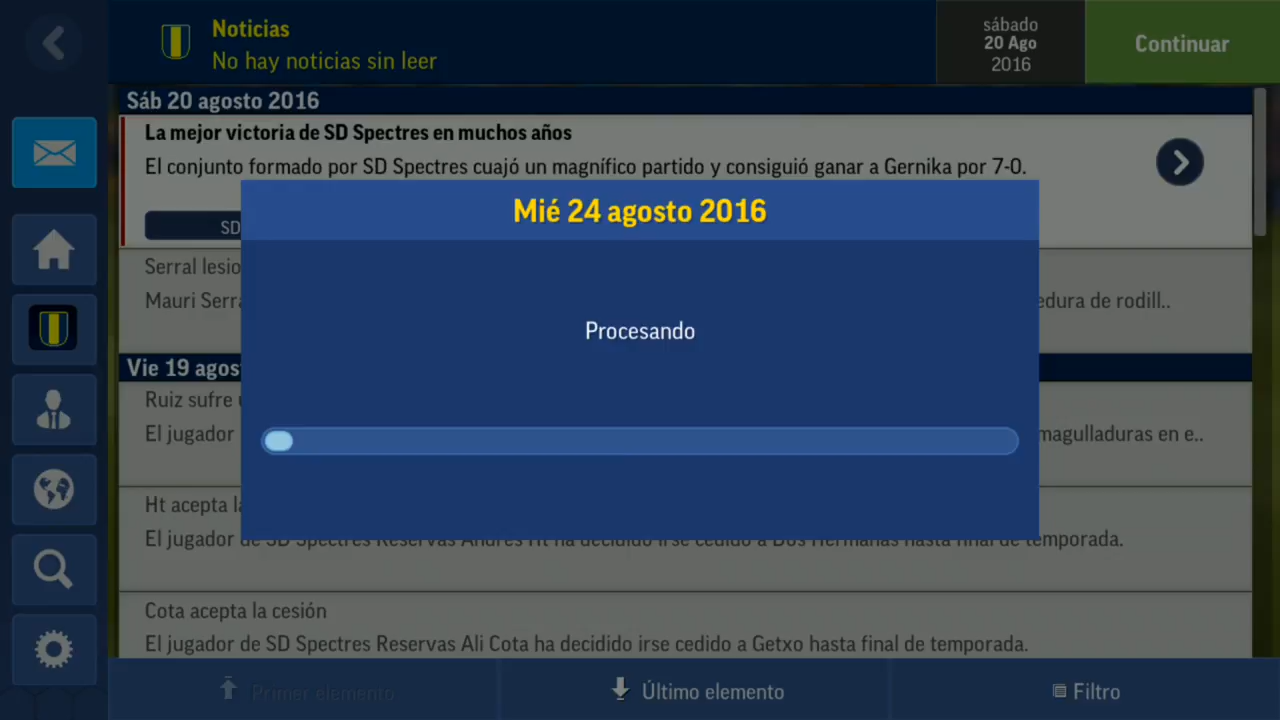 Noticias
No hay noticias sin leer
sábado
20 Ago
2016
Continuar
Sáb 20 agosto 2016
La mejor victoria de SD Spectres en muchos años
El conjunto formado por SD Spectres cuajó un magnífico partido y consiguió ganar a Gernika por 7-0.
SD
Mié 24 agosto 2016
Serral lesio
Mauri Serra edura de rodill..
Procesando
Vie 19 agos
Ruiz sufre
El jugador magulladuras en e..
Ht acepta la
El jugador de SD Spectres Reservas Andrés Ht ha decidido irse cedido a Dos Hermanas hasta final de temporada.
Cota acepta la cesión
El jugador de SD Spectres Reservas Ali Cota ha decidido irse cedido a Getxo hasta final de temporada.
Primer elemento
Último elemento
Filtro